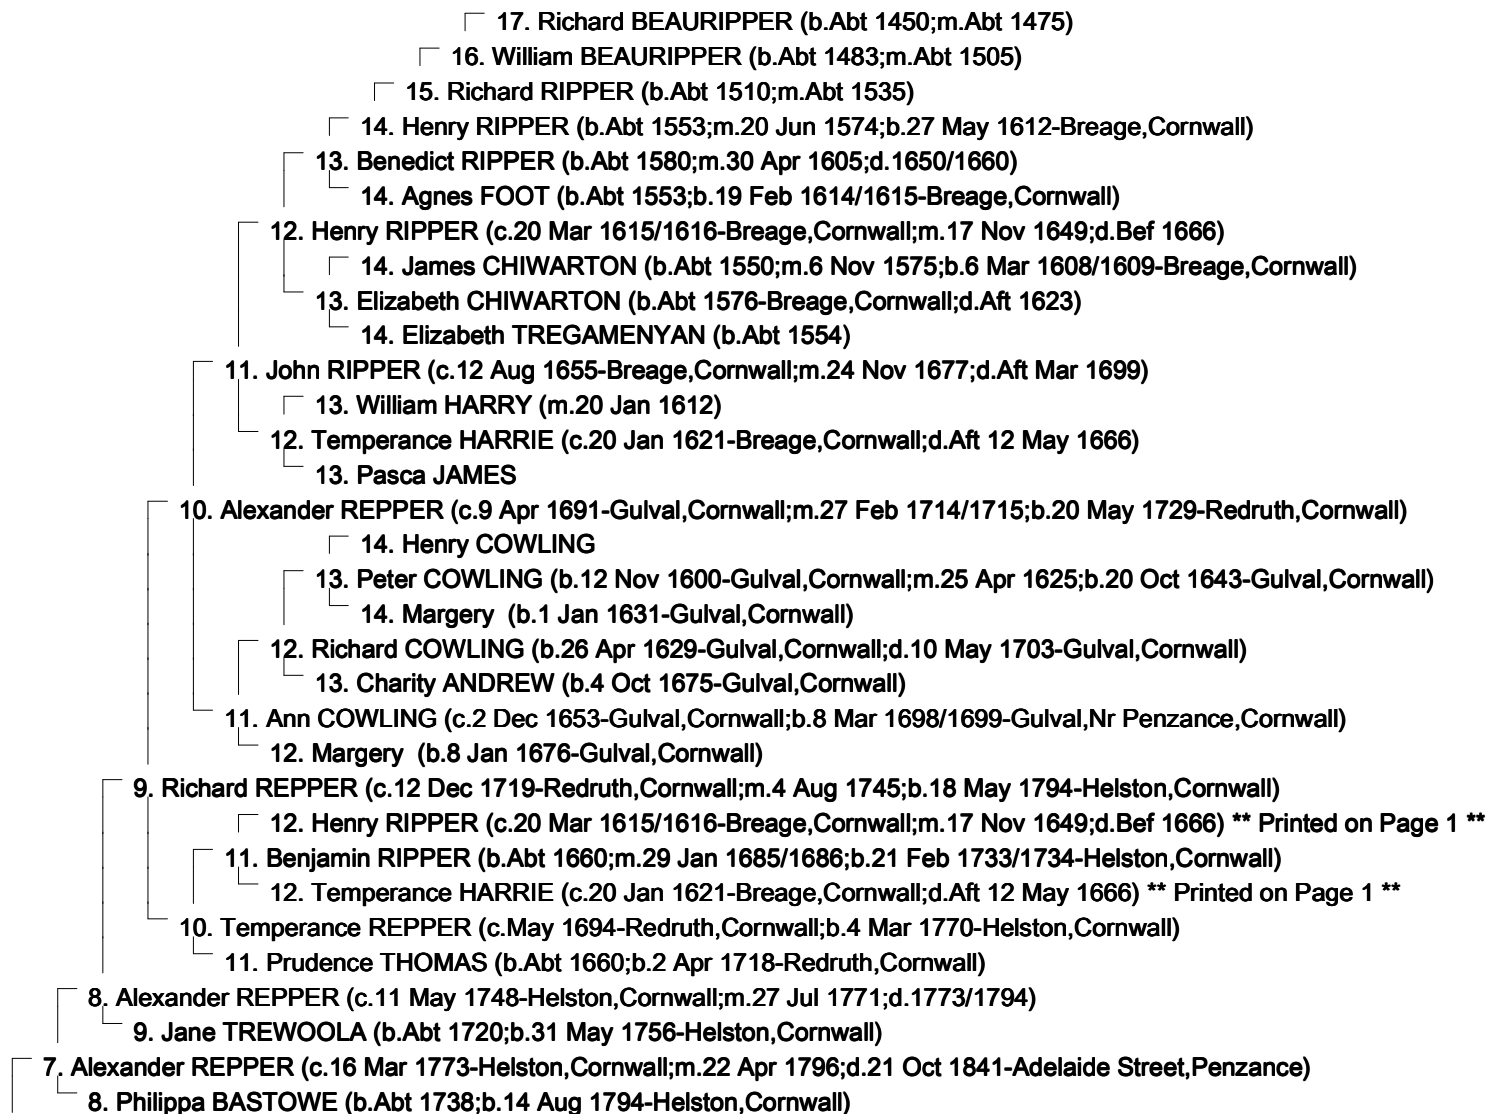 17. Richard BEAURIPPER (b.Abt 1450;m.Abt 1475)
16. William BEAURIPPER (b.Abt 1483;m.Abt 1505)
15. Richard RIPPER (b.Abt 1510;m.Abt 1535)
14. Henry RIPPER (b.Abt 1553;m.20 Jun 1574;b.27 May 1612-Breage,Cornwall)
13. Benedict RIPPER (b.Abt 1580;m.30 Apr 1605;d.1650/1660)
14. Agnes FOOT (b.Abt 1553;b.19 Feb 1614/1615-Breage,Cornwall)
12. Henry RIPPER (c.20 Mar 1615/1616-Breage,Cornwall;m.17 Nov 1649;d.Bef 1666)
14. James CHIWARTON (b.Abt 1550;m.6 Nov 1575;b.6 Mar 1608/1609-Breage,Cornwall)
13. Elizabeth CHIWARTON (b.Abt 1576-Breage,Cornwall;d.Aft 1623)
14. Elizabeth TREGAMENYAN (b.Abt 1554)
11. John RIPPER (c.12 Aug 1655-Breage,Cornwall;m.24 Nov 1677;d.Aft Mar 1699)
13. William HARRY (m.20 Jan 1612)
12. Temperance HARRIE (c.20 Jan 1621-Breage,Cornwall;d.Aft 12 May 1666)
13. Pasca JAMES
10. Alexander REPPER (c.9 Apr 1691-Gulval,Cornwall;m.27 Feb 1714/1715;b.20 May 1729-Redruth,Cornwall)
14. Henry COWLING
13. Peter COWLING (b.12 Nov 1600-Gulval,Cornwall;m.25 Apr 1625;b.20 Oct 1643-Gulval,Cornwall)
14. Margery (b.1 Jan 1631-Gulval,Cornwall)
12. Richard COWLING (b.26 Apr 1629-Gulval,Cornwall;d.10 May 1703-Gulval,Cornwall)
13. Charity ANDREW (b.4 Oct 1675-Gulval,Cornwall)
11. Ann COWLING (c.2 Dec 1653-Gulval,Cornwall;b.8 Mar 1698/1699-Gulval,Nr Penzance,Cornwall)
12. Margery (b.8 Jan 1676-Gulval,Cornwall)
9. Richard REPPER (c.12 Dec 1719-Redruth,Cornwall;m.4 Aug 1745;b.18 May 1794-Helston,Cornwall)
12. Henry RIPPER (c.20 Mar 1615/1616-Breage,Cornwall;m.17 Nov 1649;d.Bef 1666) ** Printed on Page 1 **
11. Benjamin RIPPER (b.Abt 1660;m.29 Jan 1685/1686;b.21 Feb 1733/1734-Helston,Cornwall)
12. Temperance HARRIE (c.20 Jan 1621-Breage,Cornwall;d.Aft 12 May 1666) ** Printed on Page 1 **
10. Temperance REPPER (c.May 1694-Redruth,Cornwall;b.4 Mar 1770-Helston,Cornwall)
11. Prudence THOMAS (b.Abt 1660;b.2 Apr 1718-Redruth,Cornwall)
8. Alexander REPPER (c.11 May 1748-Helston,Cornwall;m.27 Jul 1771;d.1773/1794)
9. Jane TREWOOLA (b.Abt 1720;b.31 May 1756-Helston,Cornwall)
7. Alexander REPPER (c.16 Mar 1773-Helston,Cornwall;m.22 Apr 1796;d.21 Oct 1841-Adelaide Street,Penzance)
8. Philippa BASTOWE (b.Abt 1738;b.14 Aug 1794-Helston,Cornwall)